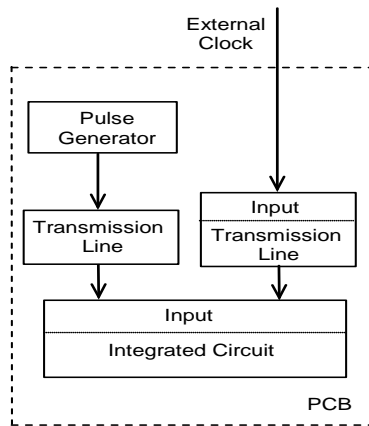 External
Clock
Pulse
Generator
Transmission
Line
Input
Transmission
Line
Input
Integrated Circuit
PCB